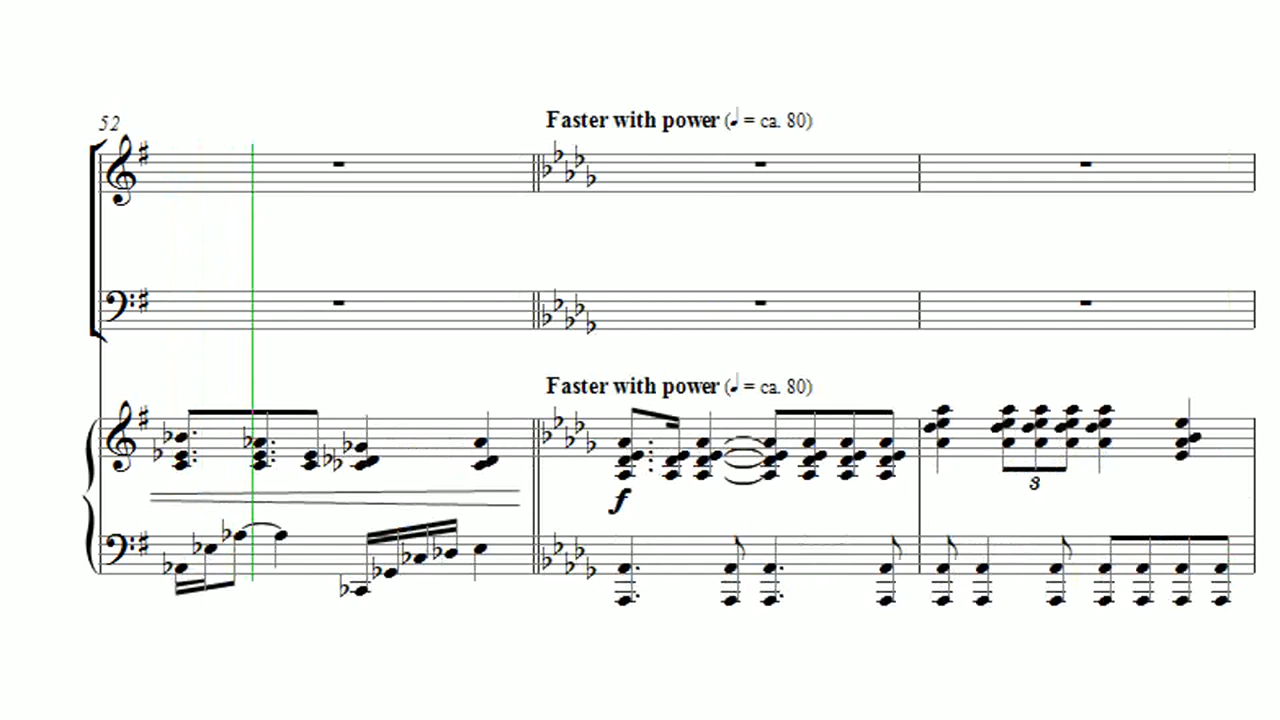 52
Faster with power (♩ = ca. 80)
Faster with power (♩ = ca. 80)
f
3